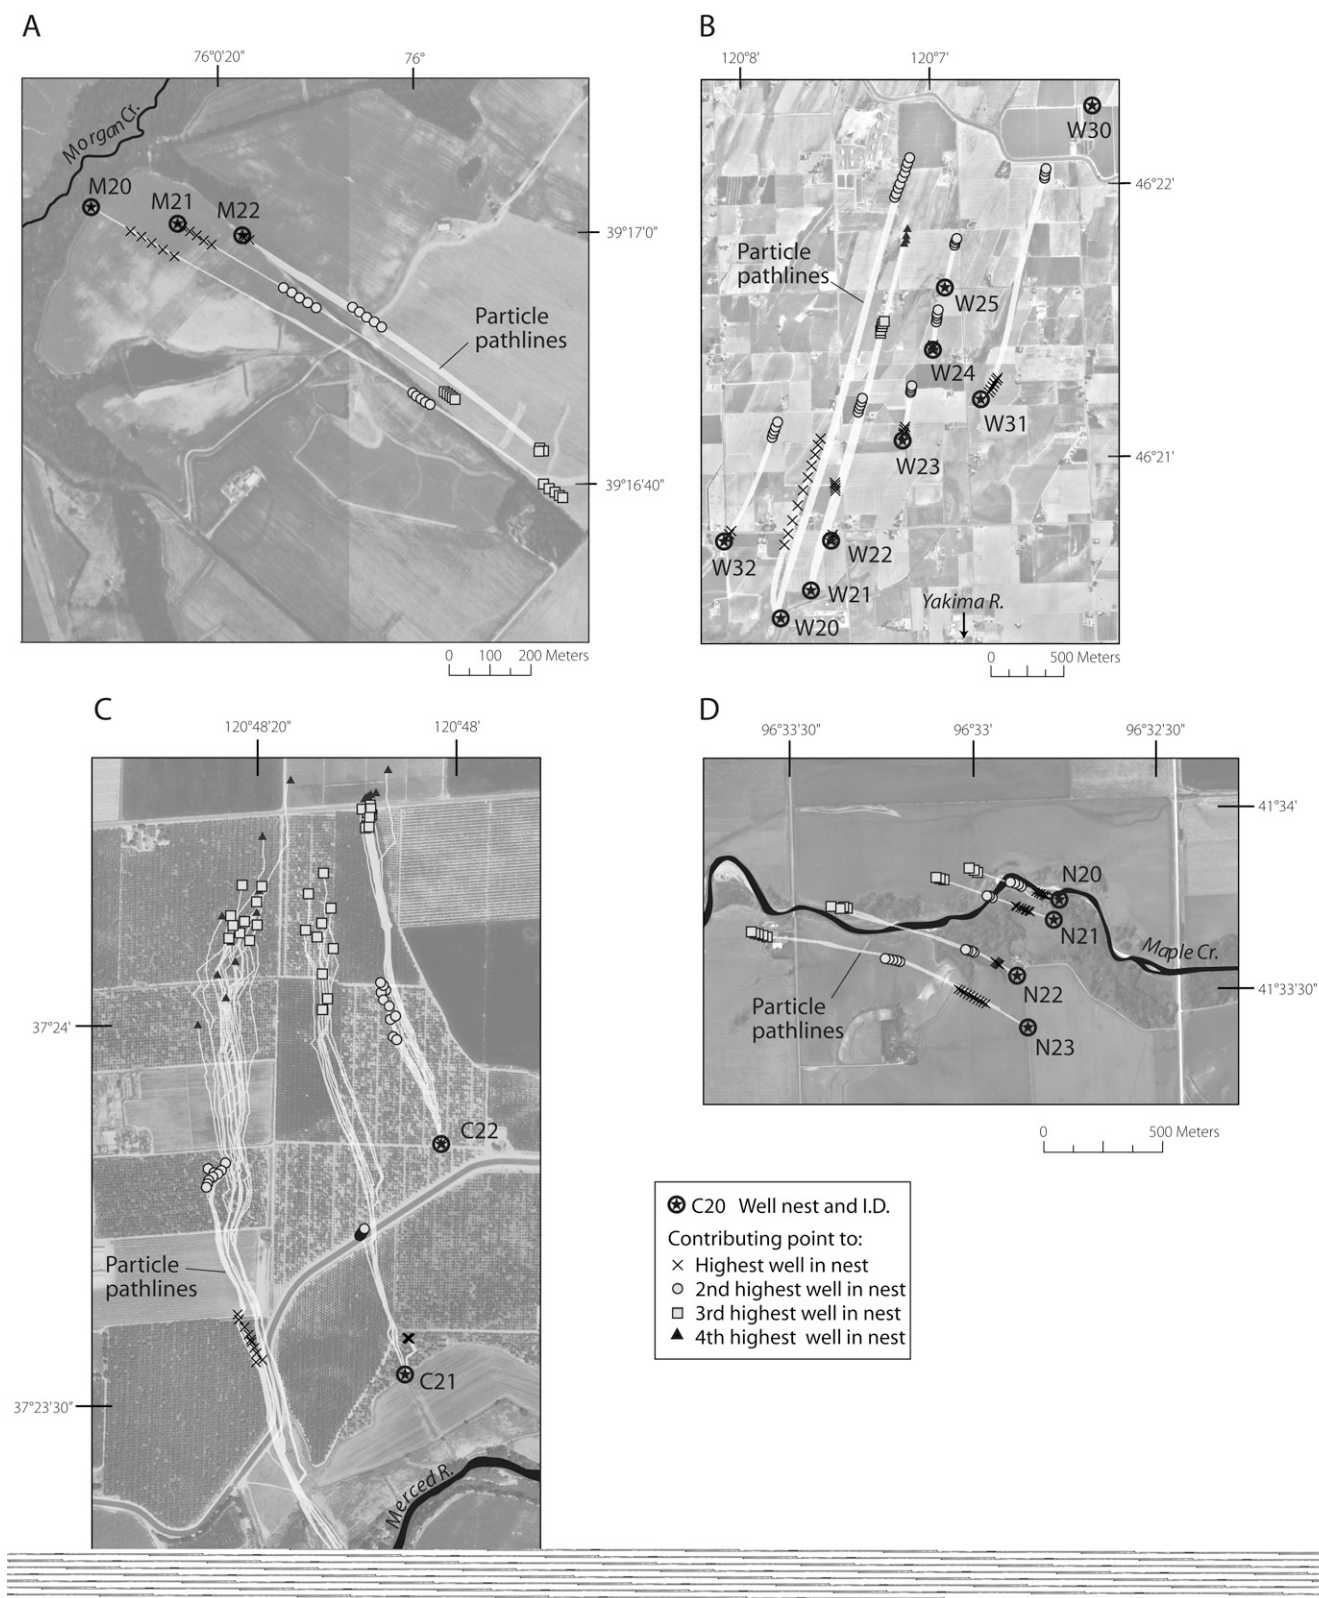 A
76°0'20"
76°
Morgan Cr.
M20
M21
M22
39°17'0"
Particle
pathlines
39°16'40"
0 100 200 Meters
B
120°8'
120°7'
W30
46°22'
Particle
pathlines
W25
W24
W31
W23
46°21'
W32
W22
W21
Yakima R.
W20
0 500 Meters
C
120°48'20"
120°48'
37°24'
C22
Particle
pathlines
C21
37°23'30"
Merced R.
D
96°33'30"
96°33'
96°32'30"
41°34'
N20
N21
Maple Cr.
N22
41°33'30"
Particle
pathlines
N23
0 500 Meters
C20 Well nest and I.D.
Contributing point to:
Highest well in nest
2nd highest well in nest
3rd highest well in nest
4th highest well in nest